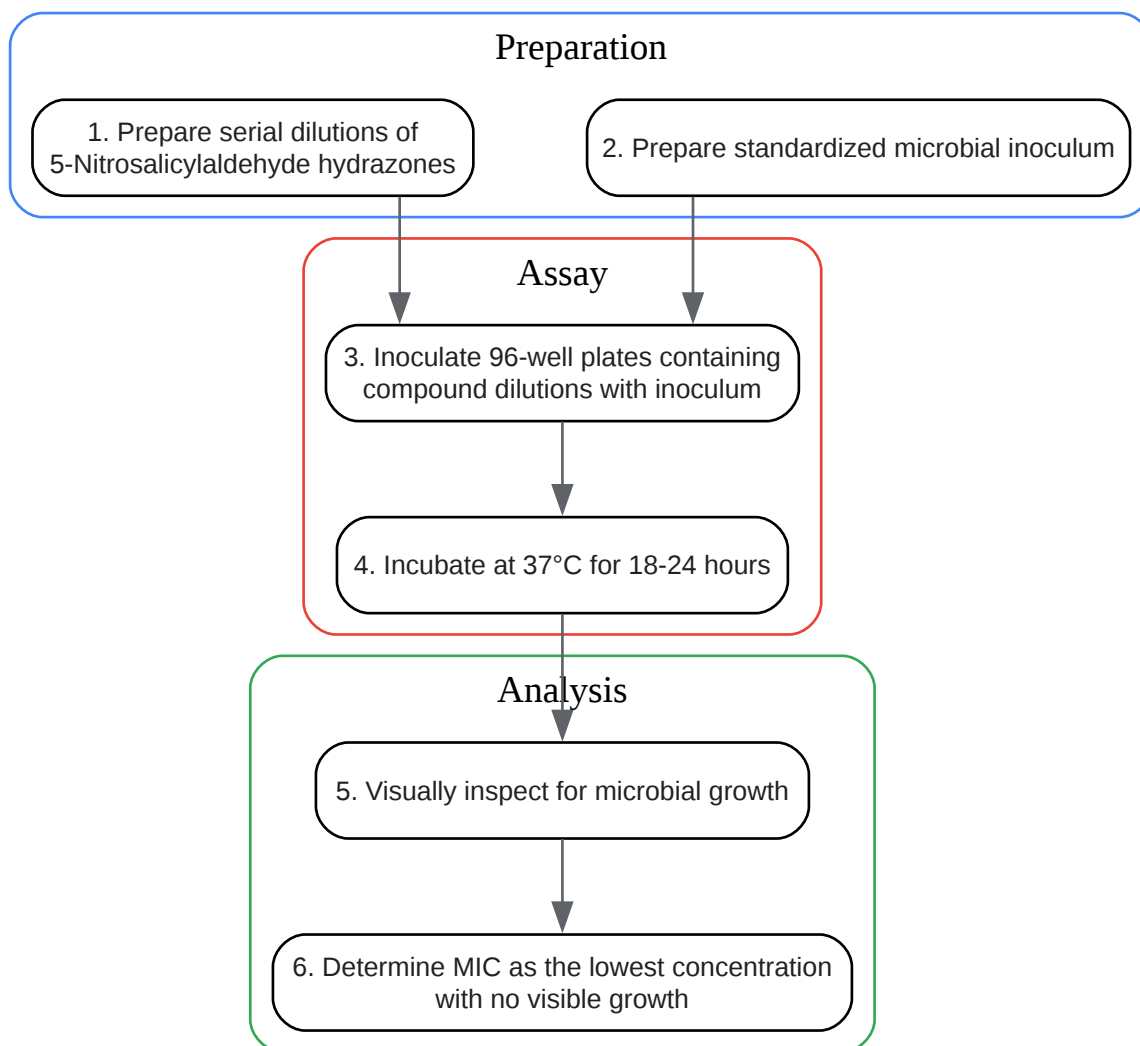 Preparation
1. Prepare serial dilutions of
5-Nitrosalicylaldehyde hydrazones
2. Prepare standardized microbial inoculum
Assay
3. Inoculate 96-well plates containing
compound dilutions with inoculum
4. Incubate at 37°C for 18-24 hours
Analysis
5. Visually inspect for microbial growth
6. Determine MIC as the lowest concentration
with no visible growth